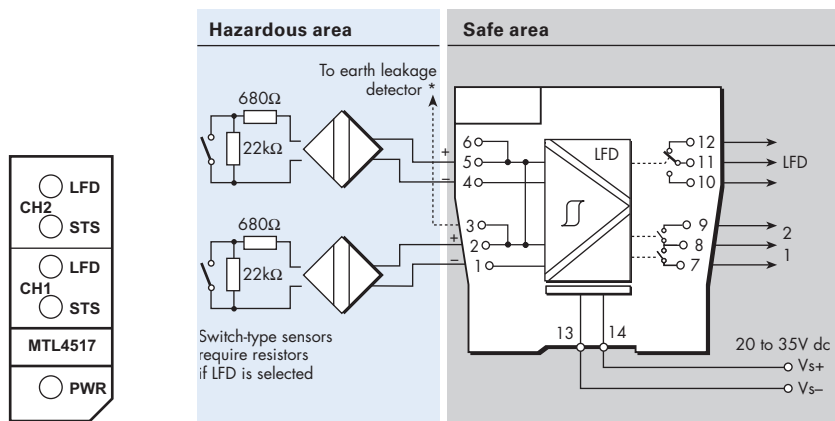 LFD
CH2
STS
LFD
CH1
STS
MTL4517
PWR
Hazardous area
Safe area
To earth leakage
detector *
680Ω
22kΩ
+
–
6
5
4
LFD
12
11
10
LFD
680Ω
22kΩ
+
–
3
2
1
9
8
7
2
1
Switch-type sensors
require resistors
if LFD is selected
13
14
20 to 35V dc
Vs+
Vs–